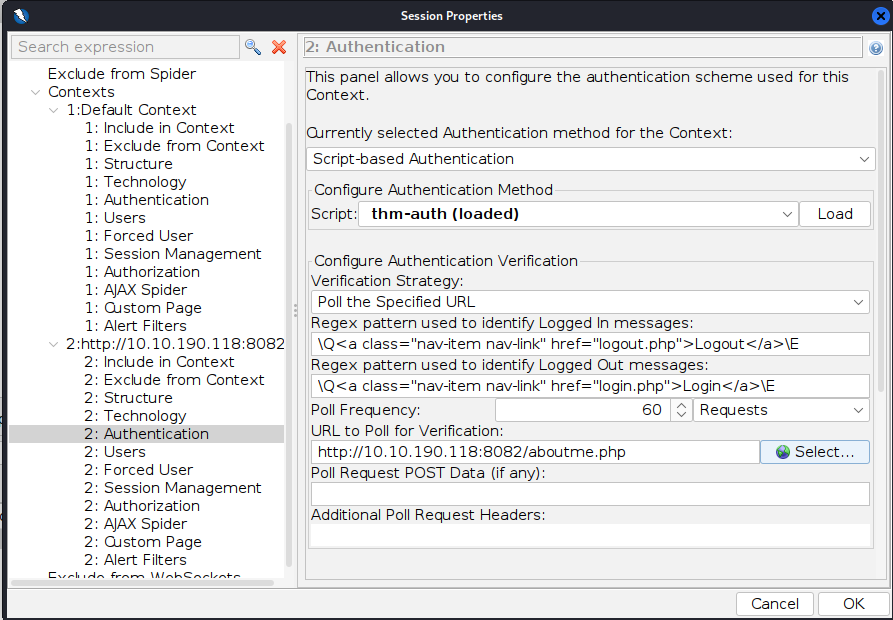 Session Properties
Search expression
Exclude from Spider
Contexts
1:Default Context
1: Include in Context
1: Exclude from Context
1: Structure
1: Technology
1: Authentication
1: Users
1: Forced User
1: Session Management
1: Authorization
1: AJAX Spider
1: Custom Page
1: Alert Filters
2:http://10.10.190.118:8082
2: Include in Context
2: Exclude from Context
2: Structure
2: Technology
2: Authentication
2: Users
2: Forced User
2: Session Management
2: Authorization
2: AJAX Spider
2: Custom Page
2: Alert Filters
Exclude from WebSockets
2: Authentication
This panel allows you to configure the authentication scheme used for this
Context.
Currently selected Authentication method for the Context:
Script-based Authentication
Configure Authentication Method
Script: thm-auth (loaded) Load
Configure Authentication Verification
Verification Strategy:
Poll the Specified URL
Regex pattern used to identify Logged In messages:
\Q<a class="nav-item nav-link" href="logout.php">Logout</a>\E
Regex pattern used to identify Logged Out messages:
\Q<a class="nav-item nav-link" href="login.php">Login</a>\E
Poll Frequency: 60 Requests
URL to Poll for Verification:
http://10.10.190.118:8082/aboutme.php Select...
Poll Request POST Data (if any):
Additional Poll Request Headers:
Cancel OK